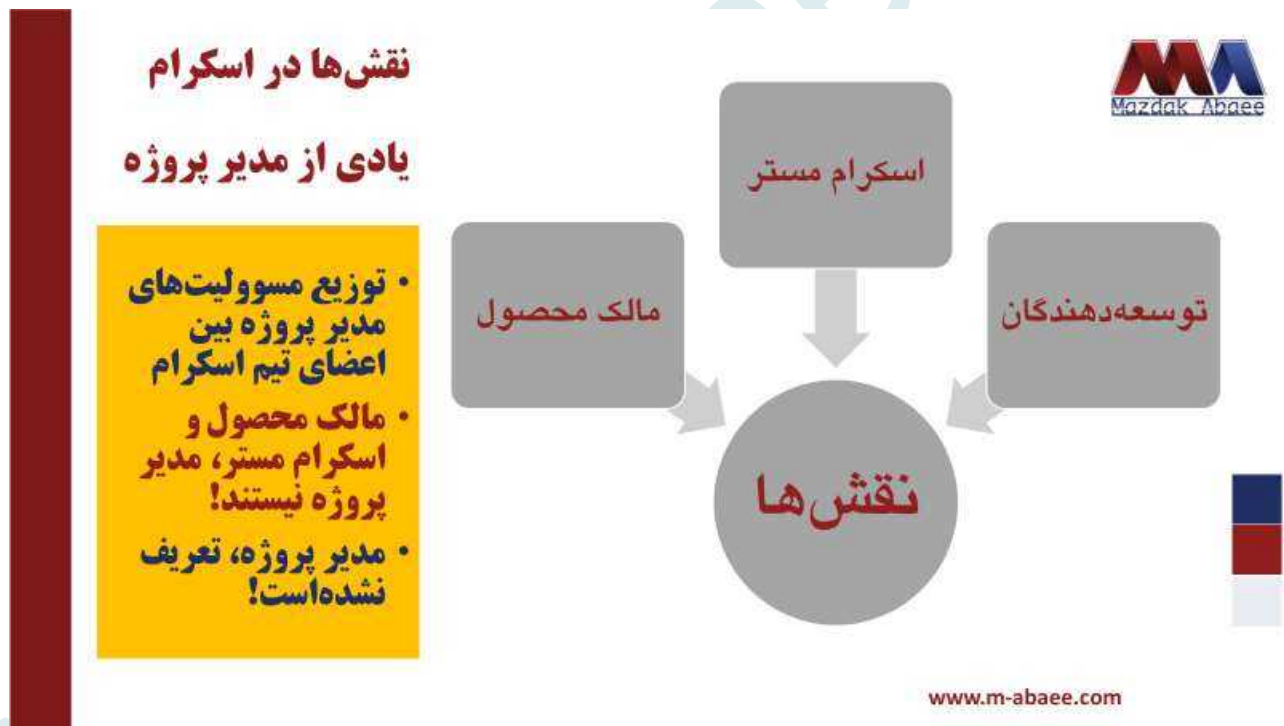 نقش‌ها در اسکرام
یادی از مدیر پروژه
• توزیع مسوولیت‌های
مدیر پروژه بین
اعضای تیم اسکرام
• مالک محصول و
اسکرام مستر، مدیر
پروژه نیستند!
• مدیر پروژه، تعریف
نشده‌است!
Mazdak Abaee
اسکرام مستر
توسعه‌دهندگان
مالک محصول
نقش‌ها
www.m-abaee.com